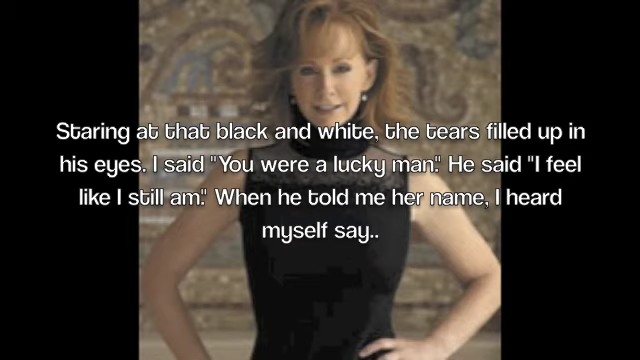 Staring at that black and white, the tears filled up in
his eyes. I said "You were a lucky man." He said "I feel
like I still am." When he told me her name, I heard
myself say..